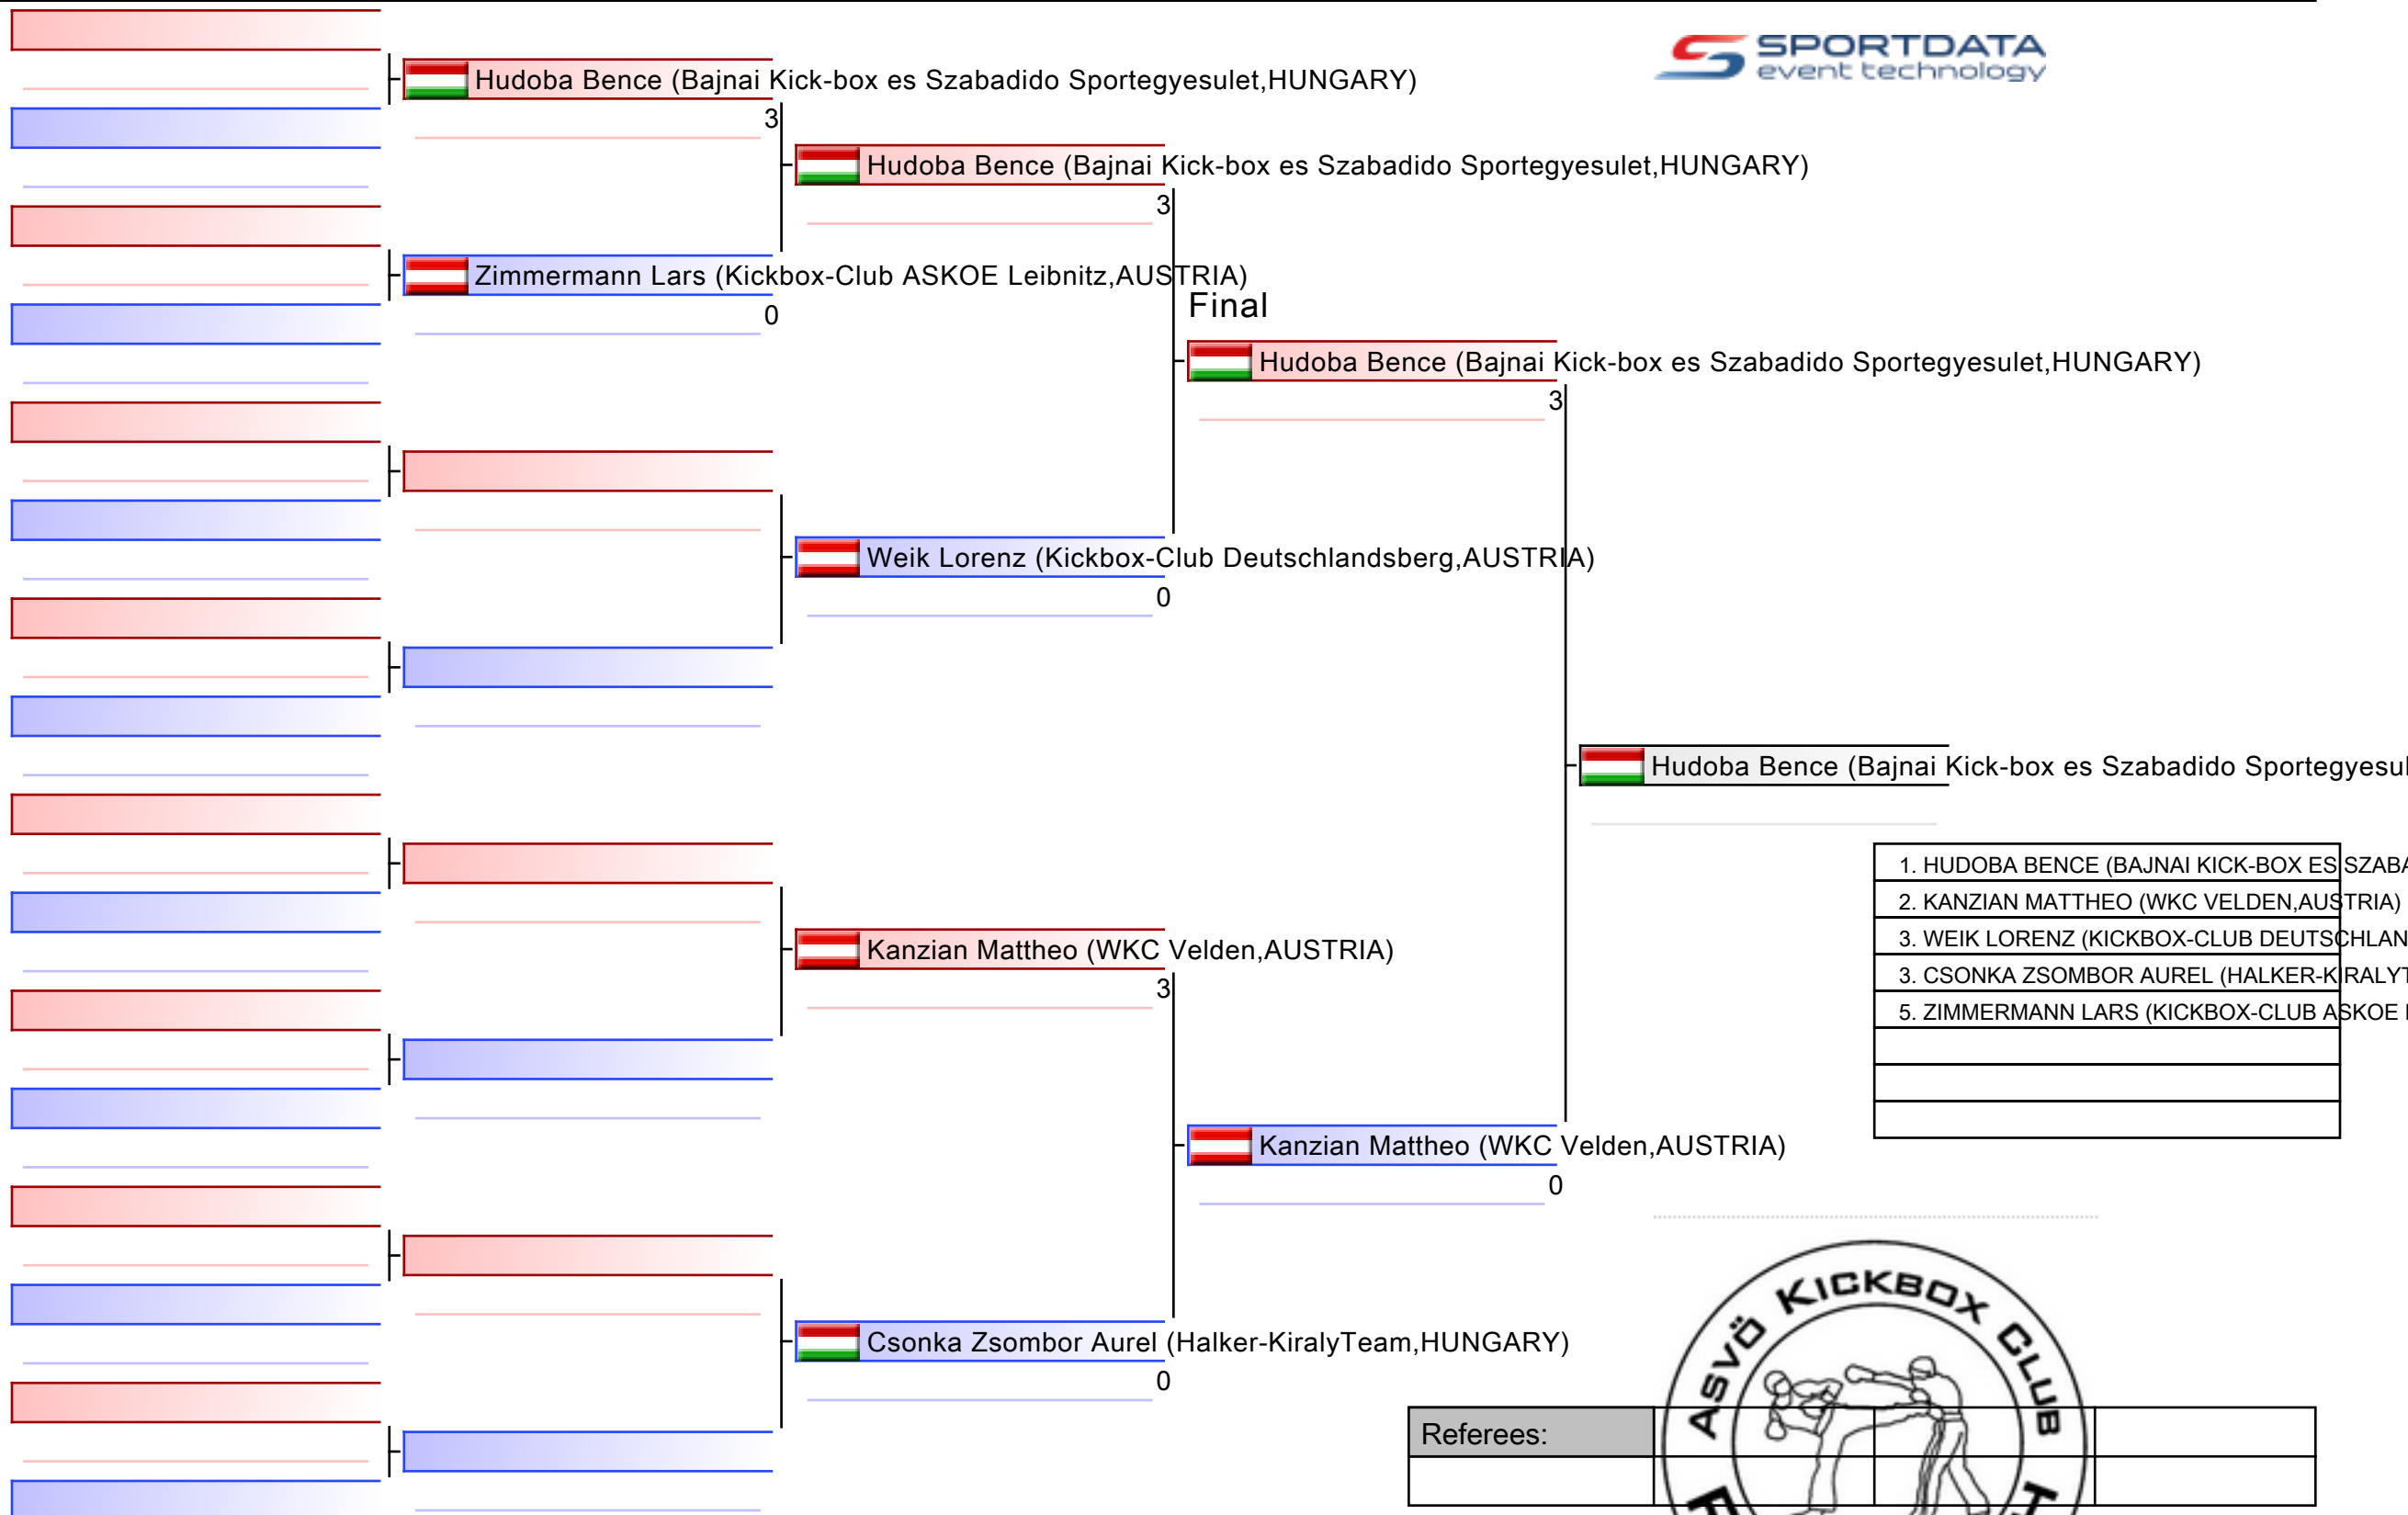 SPORTDATA
event technology
Hudoba Bence (Bajnai Kick-box es Szabadido Sportegyesulet,HUNGARY)
3
Hudoba Bence (Bajnai Kick-box es Szabadido Sportegyesulet,HUNGARY)
3
Zimmermann Lars (Kickbox-Club ASKOE Leibnitz,AUSTRIA)
0
Final
Hudoba Bence (Bajnai Kick-box es Szabadido Sportegyesulet,HUNGARY)
3
Weik Lorenz (Kickbox-Club Deutschlandsberg,AUSTRIA)
0
Hudoba Bence (Bajnai Kick-box es Szabadido Sportegyesul
1. HUDOBA BENCE (BAJNAI KICK-BOX ES SZABA
2. KANZIAN MATTHEO (WKC VELDEN,AUSTRIA)
3. WEIK LORENZ (KICKBOX-CLUB DEUTSCHLAN
3. CSONKA ZSOMBOR AUREL (HALKER-KIRALYT
5. ZIMMERMANN LARS (KICKBOX-CLUB ASKOE
Kanzian Mattheo (WKC Velden,AUSTRIA)
3
Kanzian Mattheo (WKC Velden,AUSTRIA)
0
Csonka Zsombor Aurel (Halker-KiralyTeam,HUNGARY)
0
ASVÖ KICKBOX CLUB
Referees: